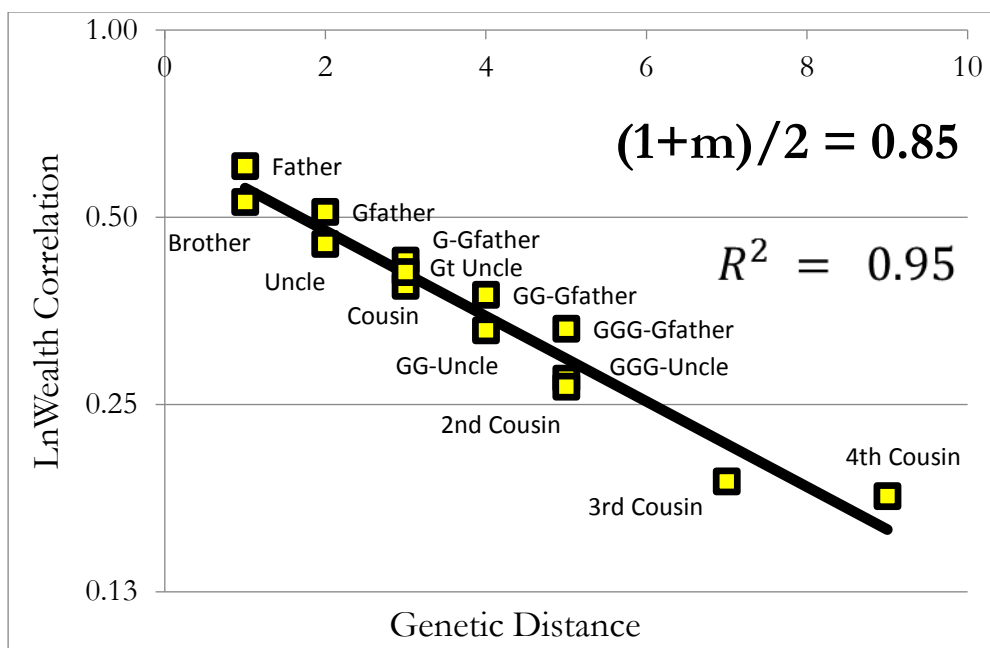 1.00
0 2 4 6 8 10
(1+m)/2 = 0.85
Father
0.50
Gfather
Brother
G-Gfather
R² = 0.95
Gt Uncle
Uncle
GG-Gfather
Cousin
GGG-Gfather
GG-Uncle
GGG-Uncle
0.25
2nd Cousin
4th Cousin
3rd Cousin
0.13
LnWealth Correlation
Genetic Distance